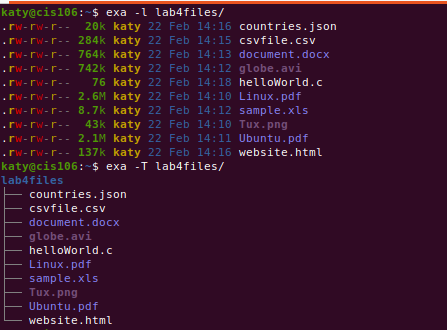 katy@cis106:~$ exa -l lab4files/
.rw-rw-r--  20k katy 22 Feb 14:16 countries.json
.rw-rw-r-- 284k katy 22 Feb 14:15 csvfile.csv
.rw-rw-r-- 764k katy 22 Feb 14:13 document.docx
.rw-rw-r-- 742k katy 22 Feb 14:12 globe.avi
.rw-rw-r--   76 katy 22 Feb 14:18 helloWorld.c
.rw-rw-r-- 2.6M katy 22 Feb 14:10 Linux.pdf
.rw-rw-r-- 8.7k katy 22 Feb 14:12 sample.xls
.rw-rw-r--  43k katy 22 Feb 14:10 Tux.png
.rw-rw-r-- 2.1M katy 22 Feb 14:11 Ubuntu.pdf
.rw-rw-r-- 137k katy 22 Feb 14:16 website.html
katy@cis106:~$ exa -T lab4files/
lab4files
├── countries.json
├── csvfile.csv
├── document.docx
├── globe.avi
├── helloWorld.c
├── Linux.pdf
├── sample.xls
├── Tux.png
├── Ubuntu.pdf
└── website.html